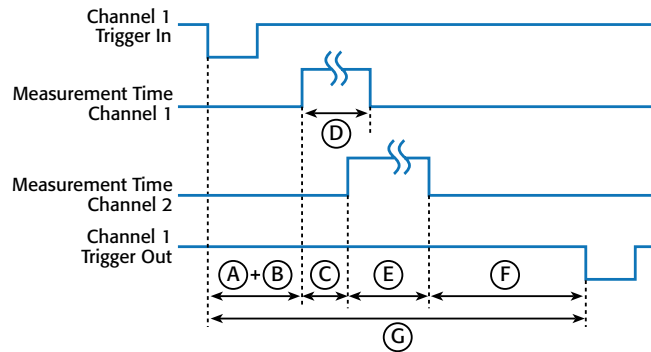 Channel 1
Trigger In
Measurement Time
Channel 1
D
Measurement Time
Channel 2
Channel 1
Trigger Out
A + B C E F
G